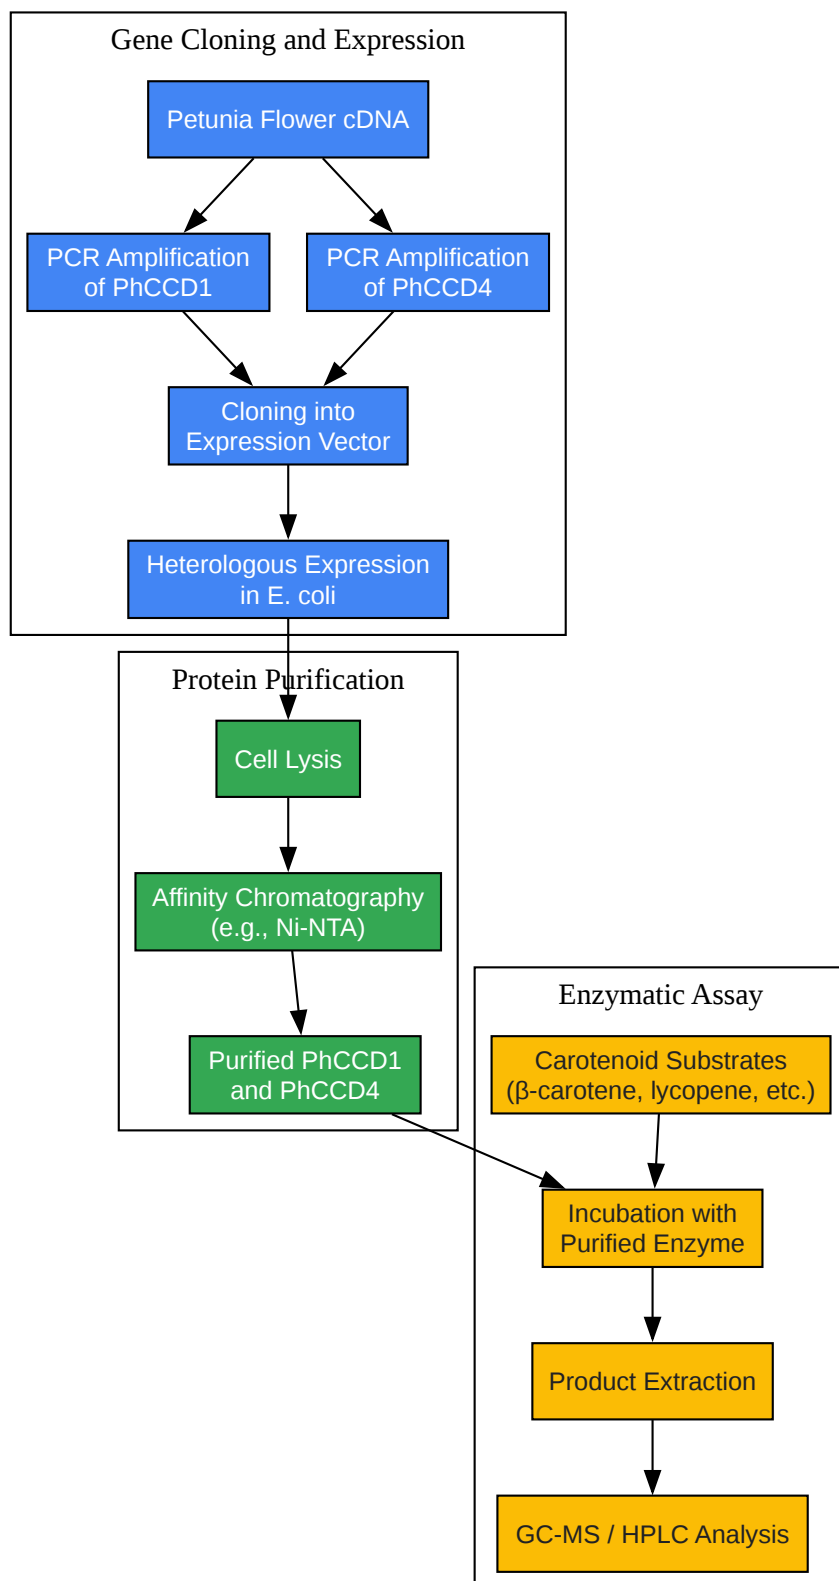 Gene Cloning and Expression
Petunia Flower cDNA
PCR Amplification
of PhCCD1
PCR Amplification
of PhCCD4
Cloning into
Expression Vector
Heterologous Expression
in E. coli
Protein Purification
Cell Lysis
Affinity Chromatography
(e.g., Ni-NTA)
Purified PhCCD1
and PhCCD4
Enzymatic Assay
Carotenoid Substrates
(β-carotene, lycopene, etc.)
Incubation with
Purified Enzyme
Product Extraction
GC-MS / HPLC Analysis